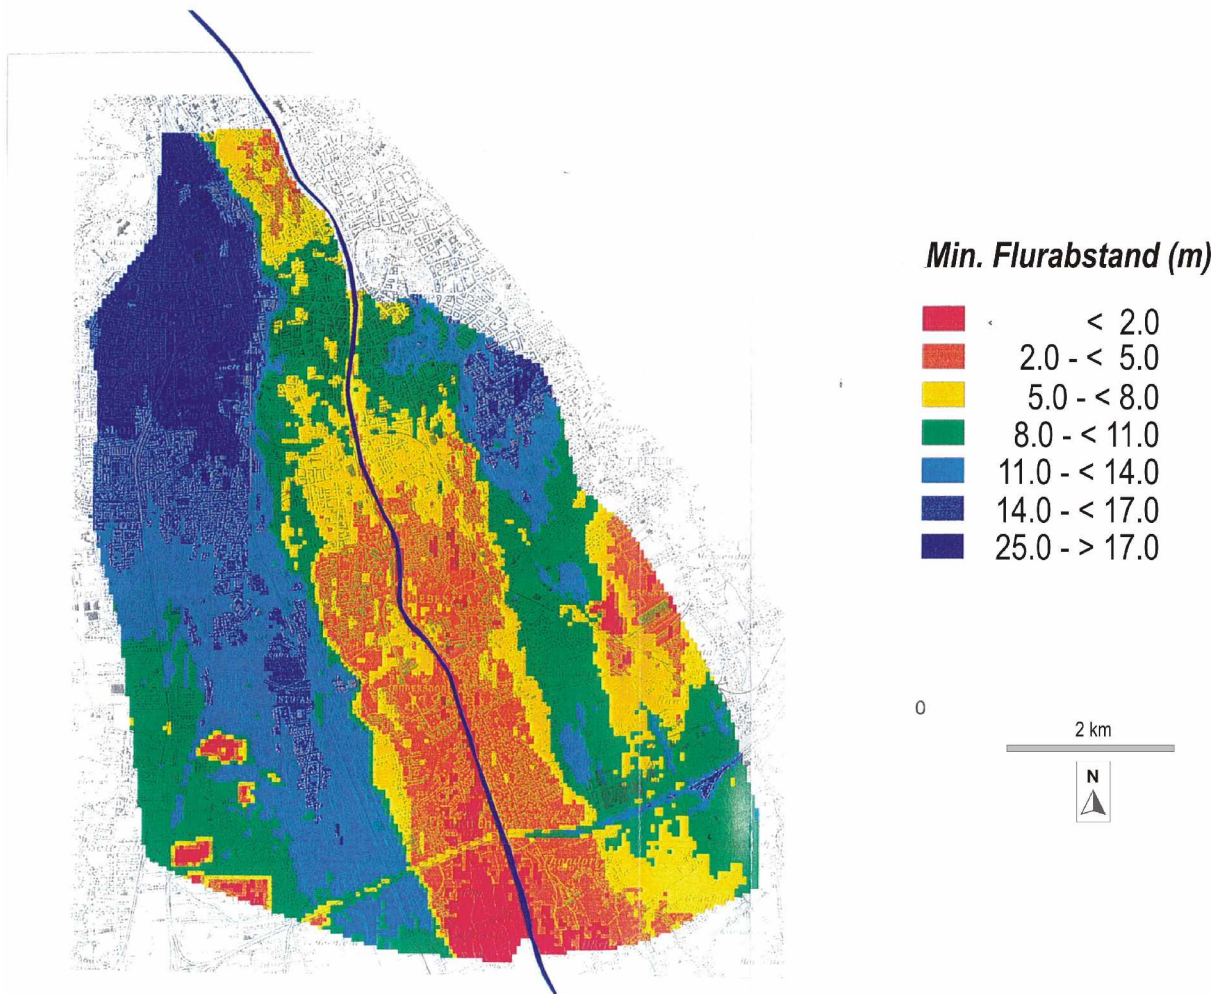 Min. Flurabstand (m)
< 2.0
2.0 - < 5.0
5.0 - < 8.0
8.0 - < 11.0
11.0 - < 14.0
14.0 - < 17.0
25.0 - > 17.0
0
2 km
N